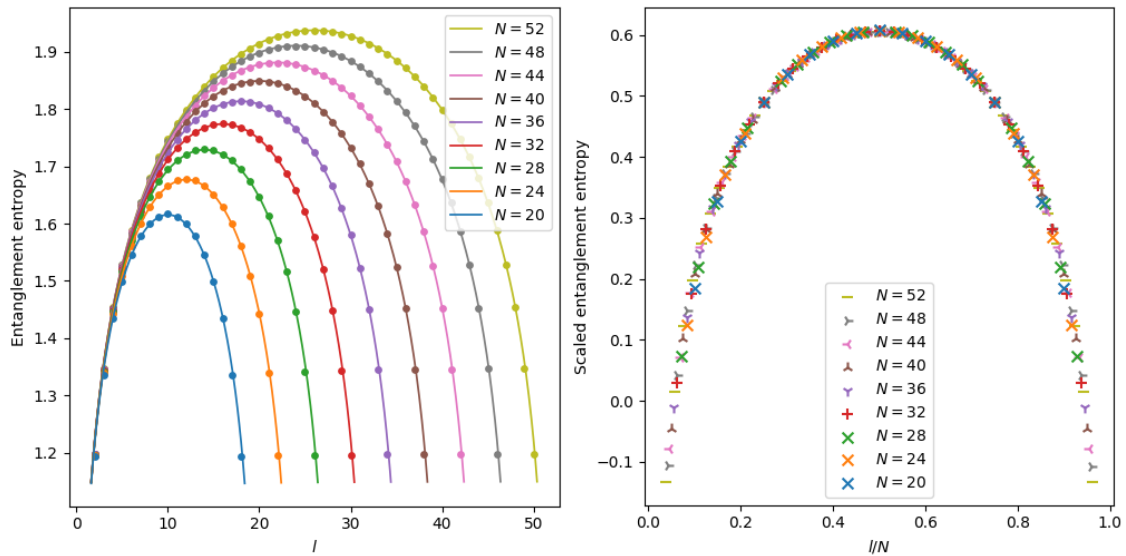 Entanglement entropy
1.9
1.8
1.7
1.6
1.5
1.4
1.3
1.2
0 10 20 30 40 50
l
N = 52
N = 48
N = 44
N = 40
N = 36
N = 32
N = 28
N = 24
N = 20
Scaled entanglement entropy
0.6
0.5
0.4
0.3
0.2
0.1
0.0
−0.1
0.0 0.2 0.4 0.6 0.8 1.0
l/N
N = 52
N = 48
N = 44
N = 40
N = 36
N = 32
N = 28
N = 24
N = 20